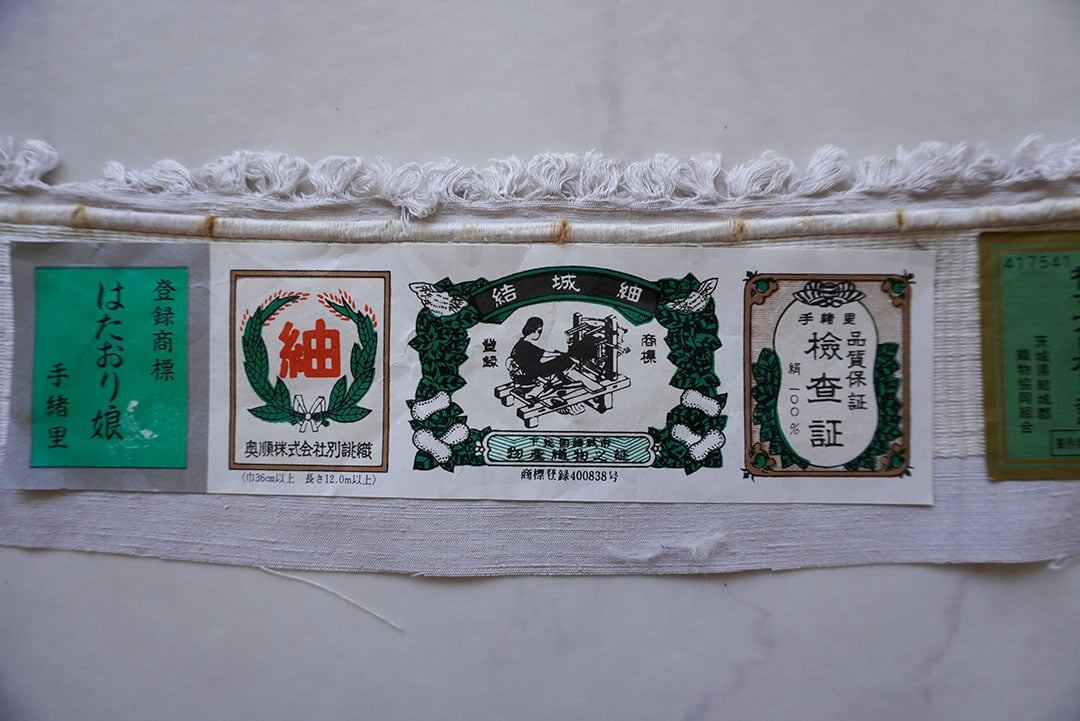 登録商標
はたおり娘
手緒里
紬
奥順株式会社別誂織
(巾36cm以上 長さ12.0m以上)
結城紬
登録
商標
物産織物之証
商標登録400838号
手緒里
品質保証
檢査証
絹一〇〇%
417541
茨城県結城郡
織物協同組合